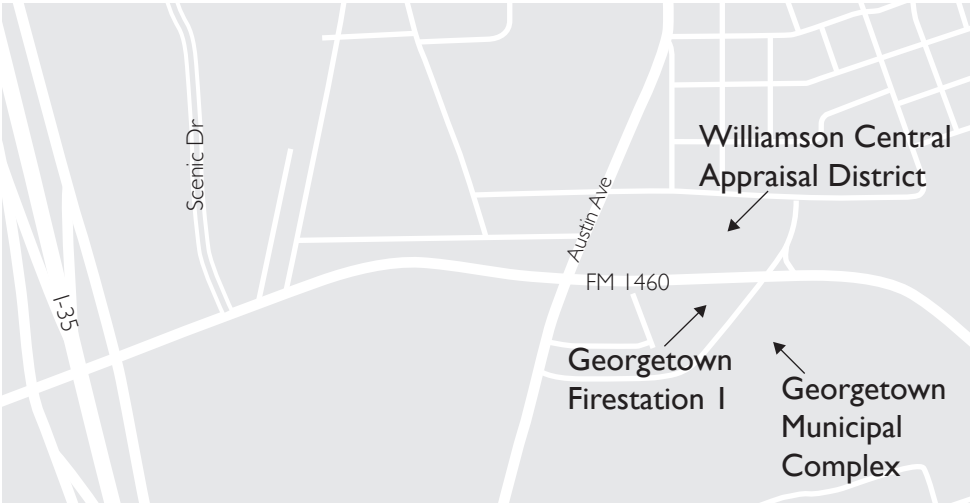 Williamson Central
Appraisal District
Scenic Dr
Austin Ave
FM 1460
I-35
Georgetown
Firestation 1
Georgetown
Municipal
Complex